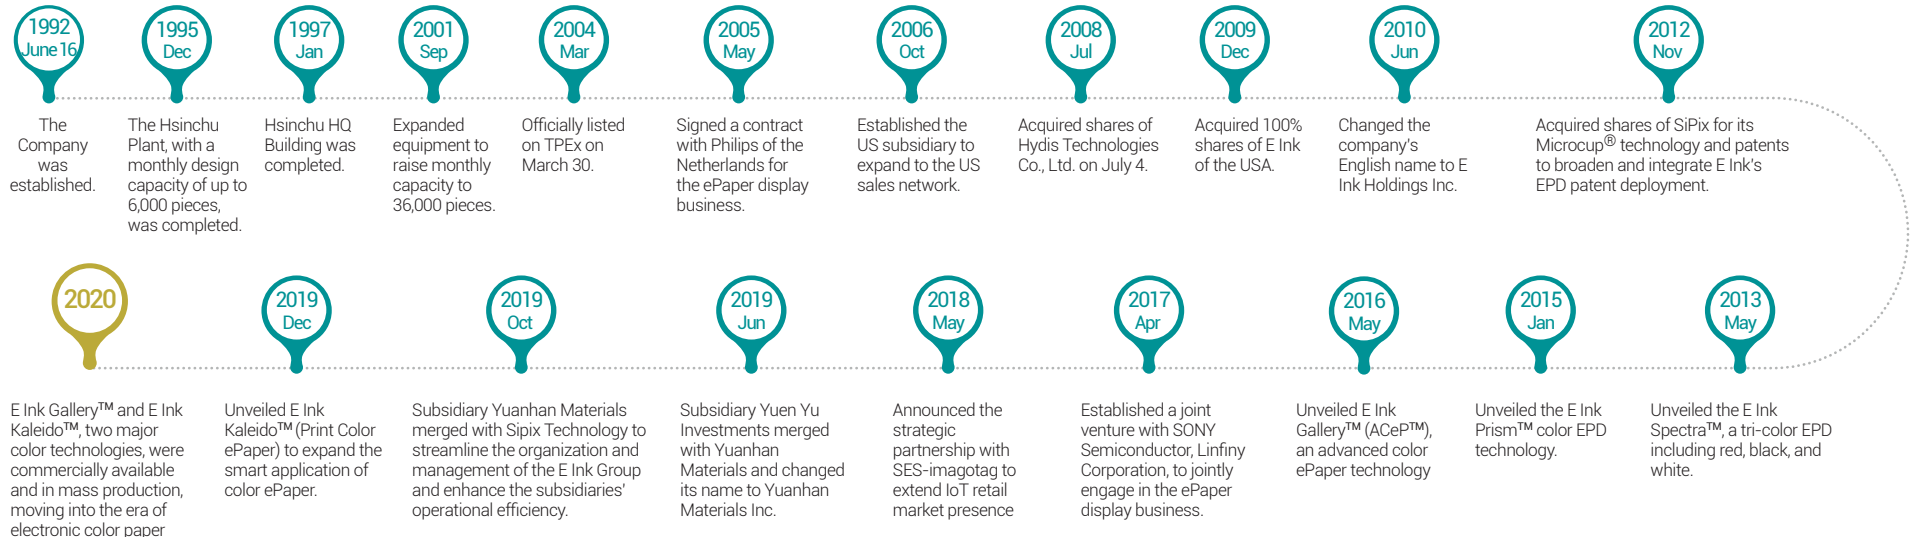 1992
June 16
The
Company
was
established.
1995
Dec
The Hsinchu
Plant, with a
monthly design
capacity of up to
6,000 pieces,
was completed.
1997
Jan
Hsinchu HQ
Building was
completed.
2001
Sep
Expanded
equipment to
raise monthly
capacity to
36,000 pieces.
2004
Mar
Officially listed
on TPEx on
March 30.
2005
May
Signed a contract
with Philips of the
Netherlands for
the ePaper display
business.
2006
Oct
Established the
US subsidiary to
expand to the US
sales network.
2008
Jul
Acquired shares of
Hydis Technologies
Co., Ltd. on July 4.
2009
Dec
Acquired 100%
shares of E Ink
of the USA.
2010
Jun
Changed the
company's
English name to E
Ink Holdings Inc.
2012
Nov
Acquired shares of SiPix for its
Microcup® technology and patents
to broaden and integrate E Ink's
EPD patent deployment.
2020
E Ink Gallery™ and E Ink
Kaleido™, two major
color technologies, were
commercially available
and in mass production,
moving into the era of
electronic color paper
2019
Dec
Unveiled E Ink
Kaleido™ (Print Color
ePaper) to expand the
smart application of
color ePaper.
2019
Oct
Subsidiary Yuanhan Materials
merged with Sipix Technology to
streamline the organization and
management of the E Ink Group
and enhance the subsidiaries'
operational efficiency.
2019
Jun
Subsidiary Yuen Yu
Investments merged
with Yuanhan
Materials and changed
its name to Yuanhan
Materials Inc.
2018
May
Announced the
strategic
partnership with
SES-imagotag to
extend IoT retail
market presence
2017
Apr
Established a joint
venture with SONY
Semiconductor, Linfiny
Corporation, to jointly
engage in the ePaper
display business.
2016
May
Unveiled E Ink
Gallery™ (ACeP™),
an advanced color
ePaper technology
2015
Jan
Unveiled the E Ink
Prism™ color EPD
technology.
2013
May
Unveiled the E Ink
Spectra™, a tri-color EPD
including red, black, and
white.